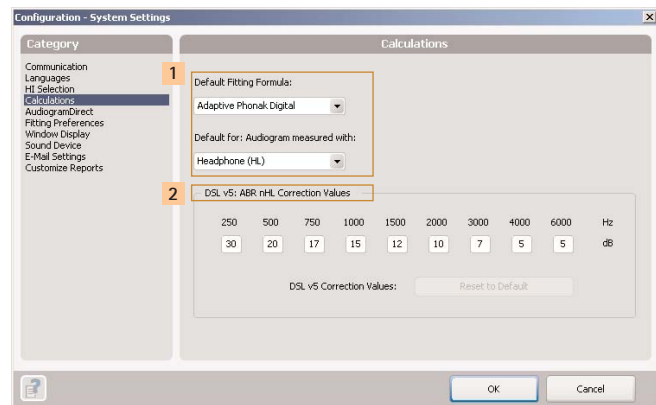 Configuration - System Settings
Category
Communication
Languages
HI Selection
Calculations
AudiogramDirect
Fitting Preferences
Window Display
Sound Device
E-Mail Settings
Customize Reports
Calculations
1
Default Fitting Formula:
Adaptive Phonak Digital
Default for: Audiogram measured with:
Headphone (HL)
2
DSL v5: ABR nHL Correction Values
250 500 750 1000 1500 2000 3000 4000 6000 Hz
30 20 17 15 12 10 7 5 5 dB
DSL v5 Correction Values: Reset to Default
OK Cancel